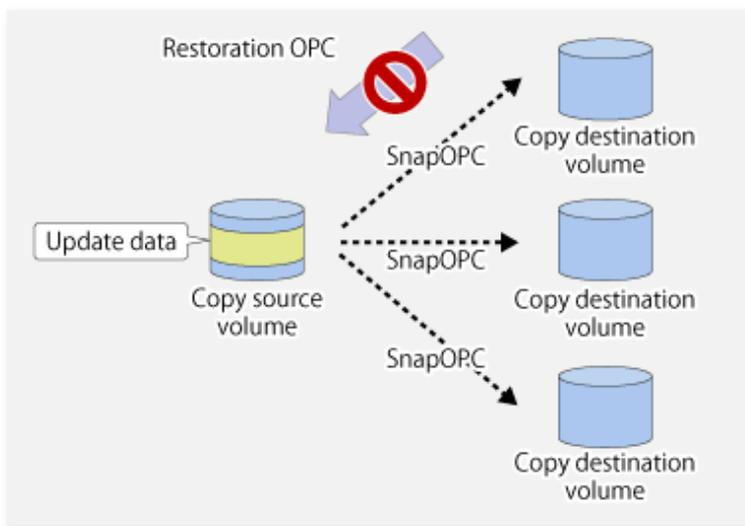 Restoration OPC
SnapOPC
Copy destination
volume
Update data
Copy source
volume
SnapOPC
Copy destination
volume
SnapOPC
Copy destination
volume